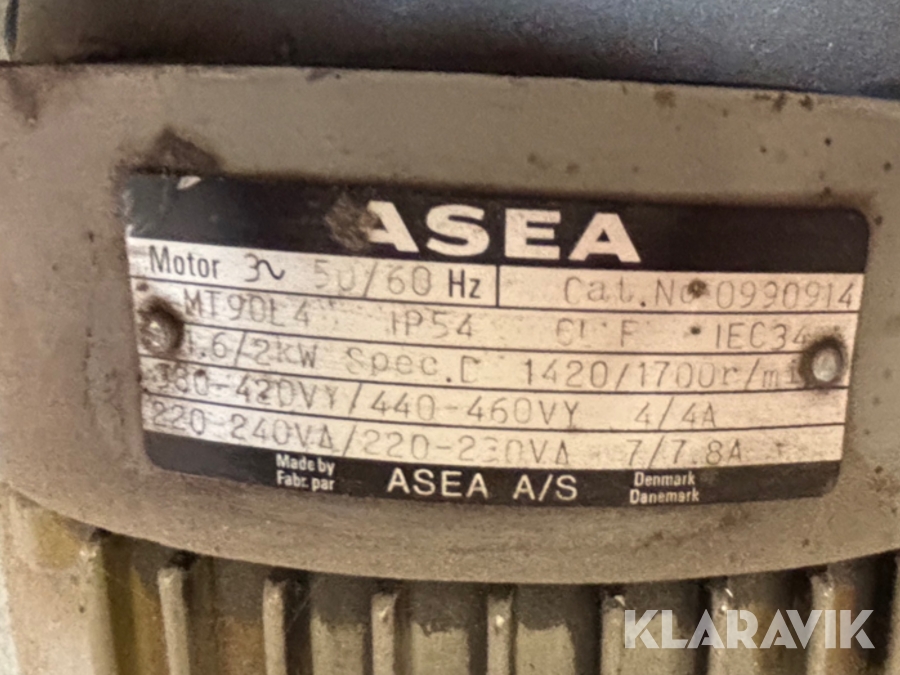 ASEA
Motor 3~ 50/60 Hz Cat.No 0990914
MT90L4 IP54 Cl F IEC34
1.6/2kW Spec.D 1420/1700r/min
380-420VY/440-460VY 4/4A
220-240VΔ/220-230VΔ 7/7.8A
Made by
Fabr. par
ASEA A/S
Denmark
Danemark
KLARAVIK